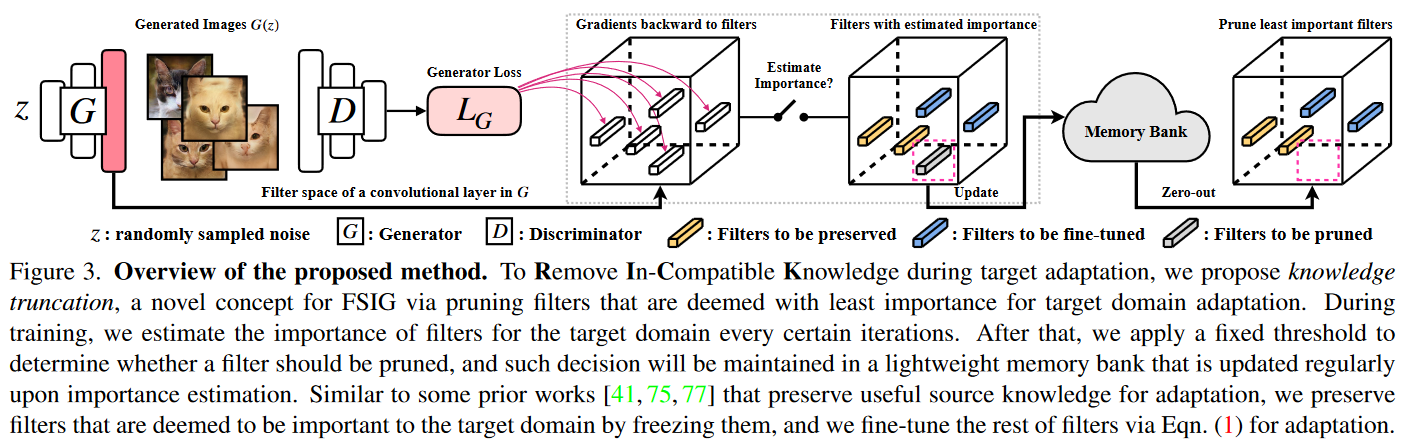 Generated Images G(z)
Gradients backward to filters
Filters with estimated importance
Prune least important filters
z
G
D
Generator Loss
L_G
Estimate
Importance?
Memory Bank
Filter space of a convolutional layer in G
Update
Zero-out
z : randomly sampled noise
G : Generator
D : Discriminator
: Filters to be preserved
: Filters to be fine-tuned
: Filters to be pruned
Figure 3. Overview of the proposed method. To Remove In-Compatible Knowledge during target adaptation, we propose knowledge
truncation, a novel concept for FSIG via pruning filters that are deemed with least importance for target domain adaptation. During
training, we estimate the importance of filters for the target domain every certain iterations. After that, we apply a fixed threshold to
determine whether a filter should be pruned, and such decision will be maintained in a lightweight memory bank that is updated regularly
upon importance estimation. Similar to some prior works [41, 75, 77] that preserve useful source knowledge for adaptation, we preserve
filters that are deemed to be important to the target domain by freezing them, and we fine-tune the rest of filters via Eqn. (1) for adaptation.